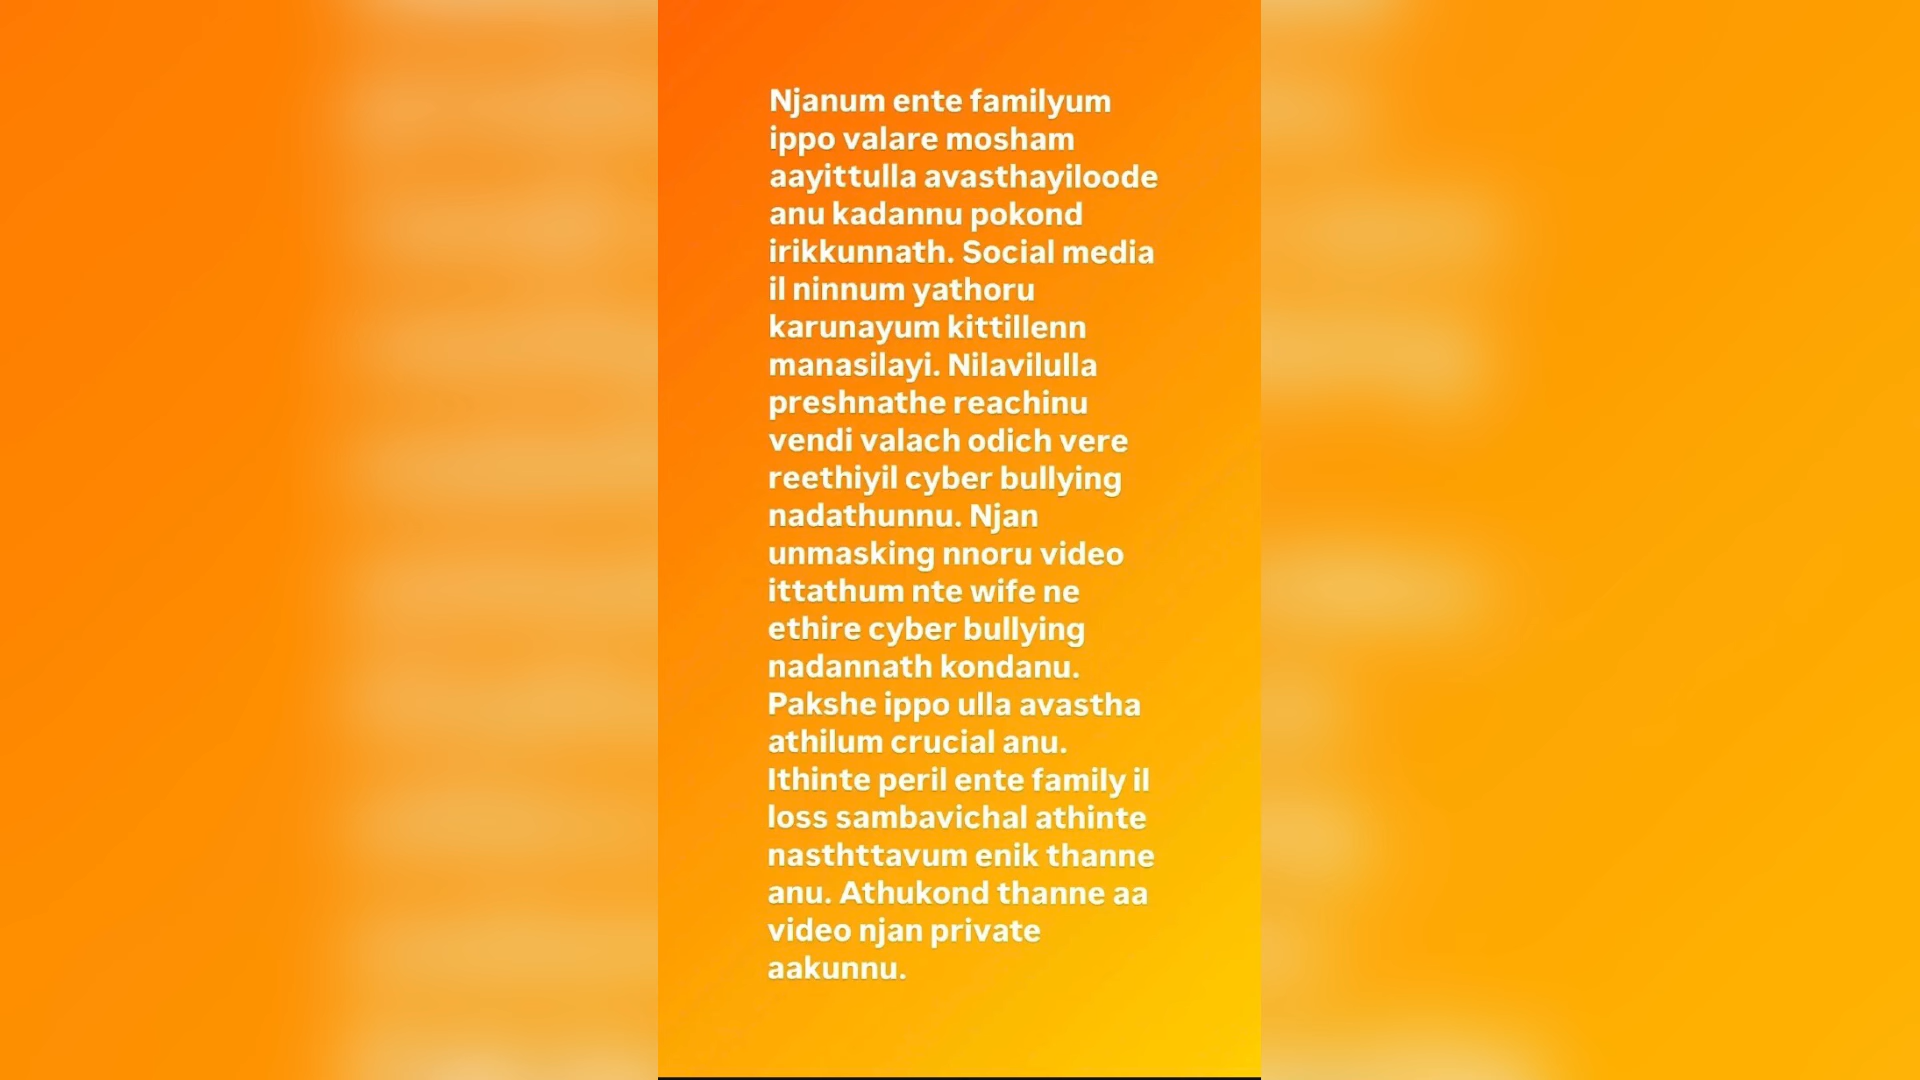 Njanum ente familyum
ippo valare mosham
aayittulla avasthayiloode
anu kadannu pokond
irikkunnath. Social media
il ninnum yathoru
karunayum kittillenn
manasilayi. Nilavilulla
preshnathe reachinu
vendi valach odich vere
reethiyil cyber bullying
nadathunnu. Njan
unmasking nnoru video
ittathum nte wife ne
ethire cyber bullying
nadannath kondanu.
Pakshe ippo ulla avastha
athilum crucial anu.
Ithinte peril ente family il
loss sambavichal athinte
nasthttavum enik thanne
anu. Athukond thanne aa
video njan private
aakunnu.